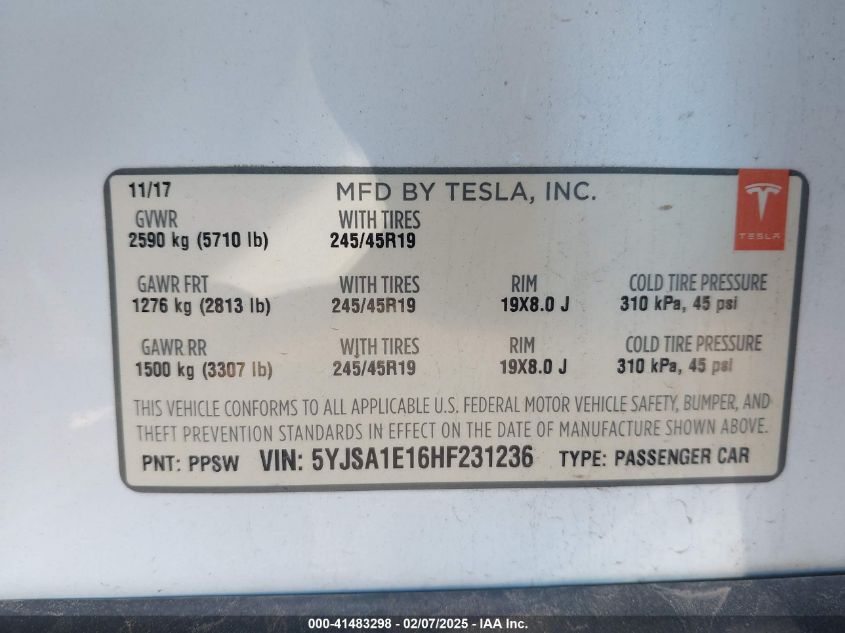 11/17 MFD BY TESLA, INC.
TESLA
GVWR WITH TIRES
2590 kg (5710 lb) 245/45R19
GAWR FRT WITH TIRES RIM COLD TIRE PRESSURE
1276 kg (2813 lb) 245/45R19 19X8.0 J 310 kPa, 45 psi
GAWR RR WITH TIRES RIM COLD TIRE PRESSURE
1500 kg (3307 lb) 245/45R19 19X8.0 J 310 kPa, 45 psi
THIS VEHICLE CONFORMS TO ALL APPLICABLE U.S. FEDERAL MOTOR VEHICLE SAFETY, BUMPER, AND
THEFT PREVENTION STANDARDS IN EFFECT ON THE DATE OF MANUFACTURE SHOWN ABOVE.
PNT: PPSW VIN: 5YJSA1E16HF231236 TYPE: PASSENGER CAR
000-41483298 - 02/07/2025 - IAA Inc.